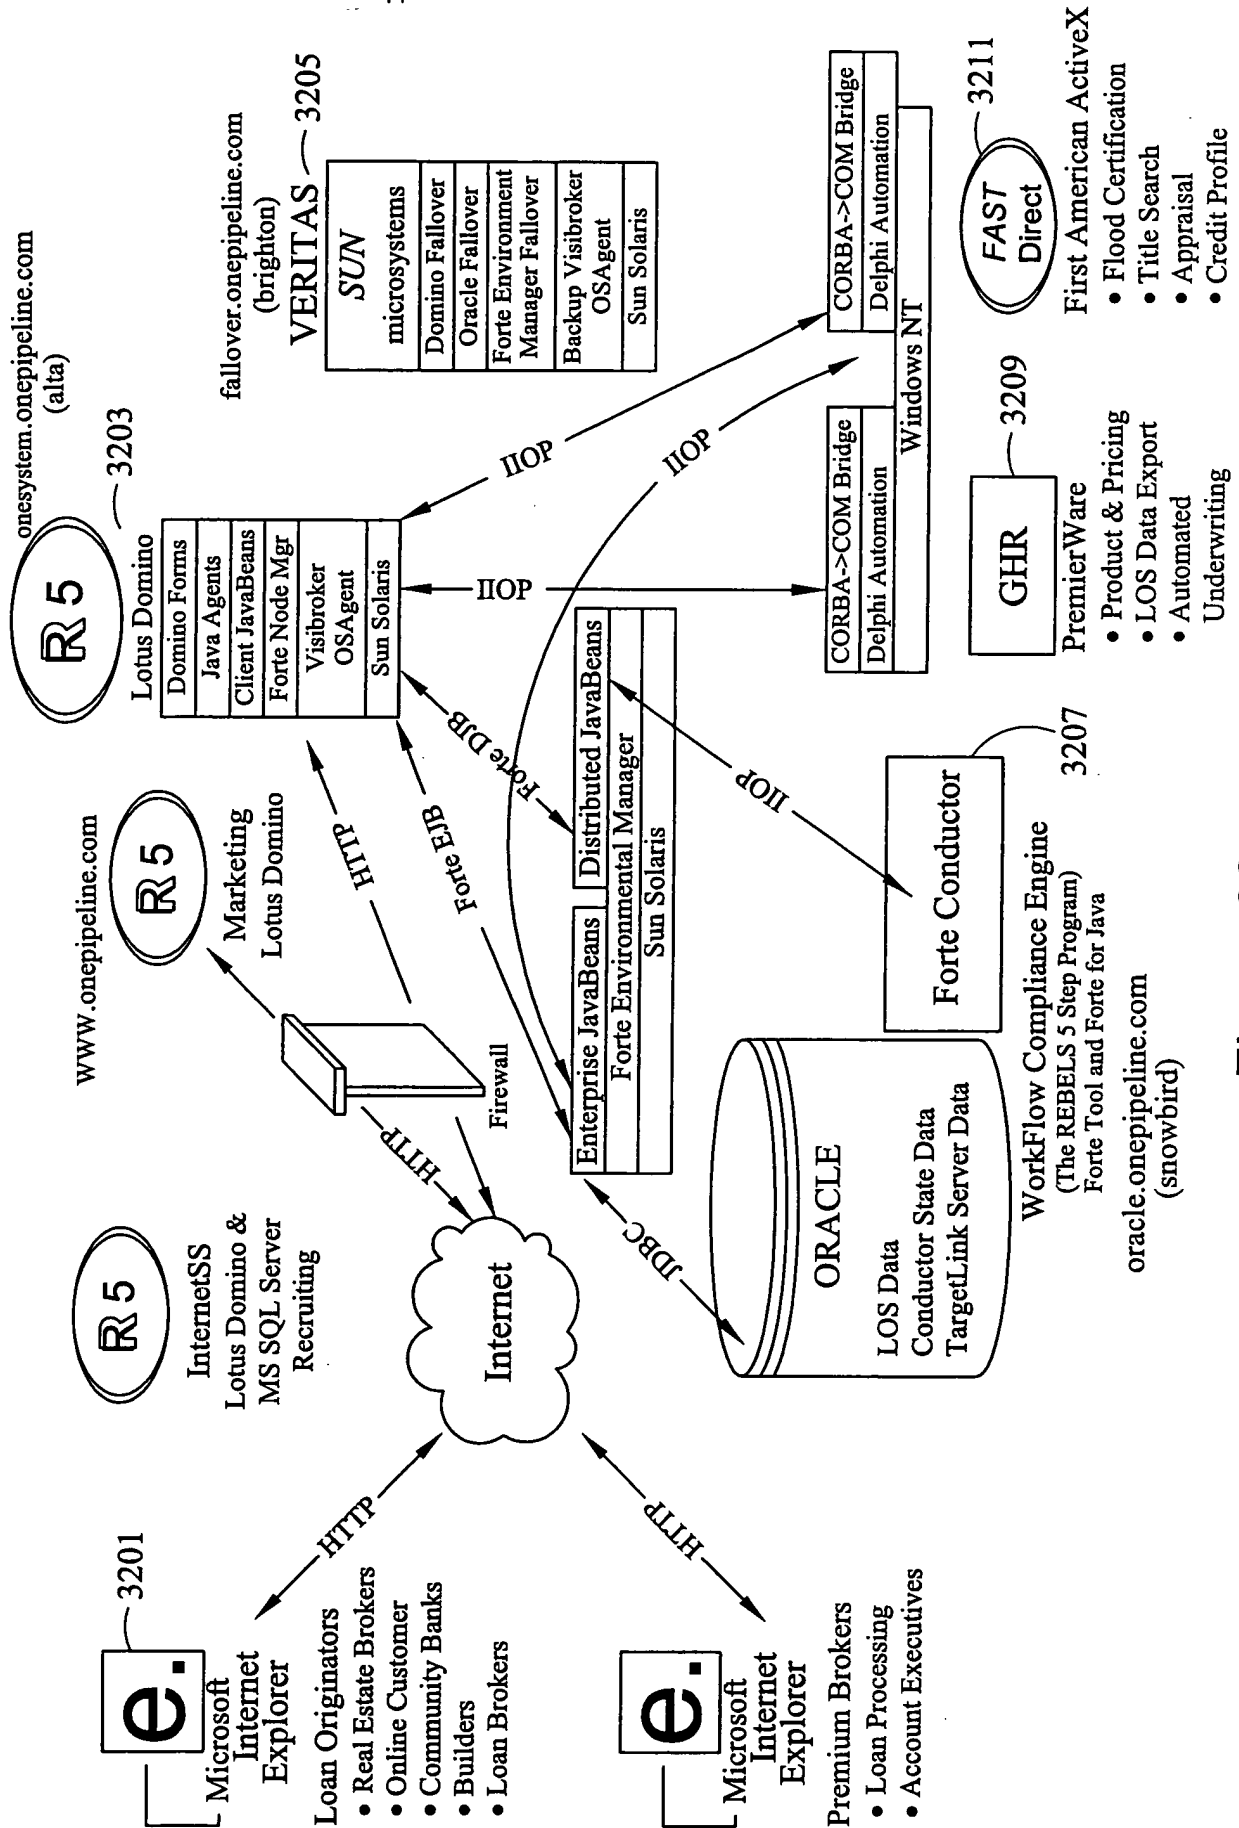 e.
3201
Microsoft
Internet
Explorer
Loan Originators
• Real Estate Brokers
• Online Customer
• Community Banks
• Builders
• Loan Brokers
HTTP
e.
Microsoft
Internet
Explorer
Premium Brokers
• Loan Processing
• Account Executives
HTTP
R5
InternetSS
Lotus Domino &
MS SQL Server
Recruiting
Internet
HTTP
Firewall
www.onepipeline.com
R5
Marketing
Lotus Domino
HTTP
onesystem.onepipeline.com
(alta)
R5
3203
Lotus Domino
Domino Forms
Java Agents
Client JavaBeans
Forte Node Mgr
Visibroker
OSAgent
Sun Solaris
fallover.onepipeline.com
(brighton)
VERITAS
3205
SUN
microsystems
Domino Fallover
Oracle Fallover
Forte Environment
Manager Fallover
Backup Visibroker
OSAgent
Sun Solaris
Forte EJB
Forte DJB
IIOP
IIOP
IIOP
Enterprise JavaBeans
Distributed JavaBeans
Forte Environmental Manager
Sun Solaris
JDBC
IIOP
ORACLE
LOS Data
Conductor State Data
TargetLink Server Data
Forte Conductor
3207
WorkFlow Compliance Engine
(The REBELS 5 Step Program)
Forte Tool and Forte for Java
oracle.onepipeline.com
(snowbird)
CORBA->COM Bridge
Delphi Automation
CORBA->COM Bridge
Delphi Automation
Windows NT
GHR
3209
PremierWare
• Product & Pricing
• LOS Data Export
• Automated
Underwriting
FAST
Direct
3211
First American ActiveX
• Flood Certification
• Title Search
• Appraisal
• Credit Profile